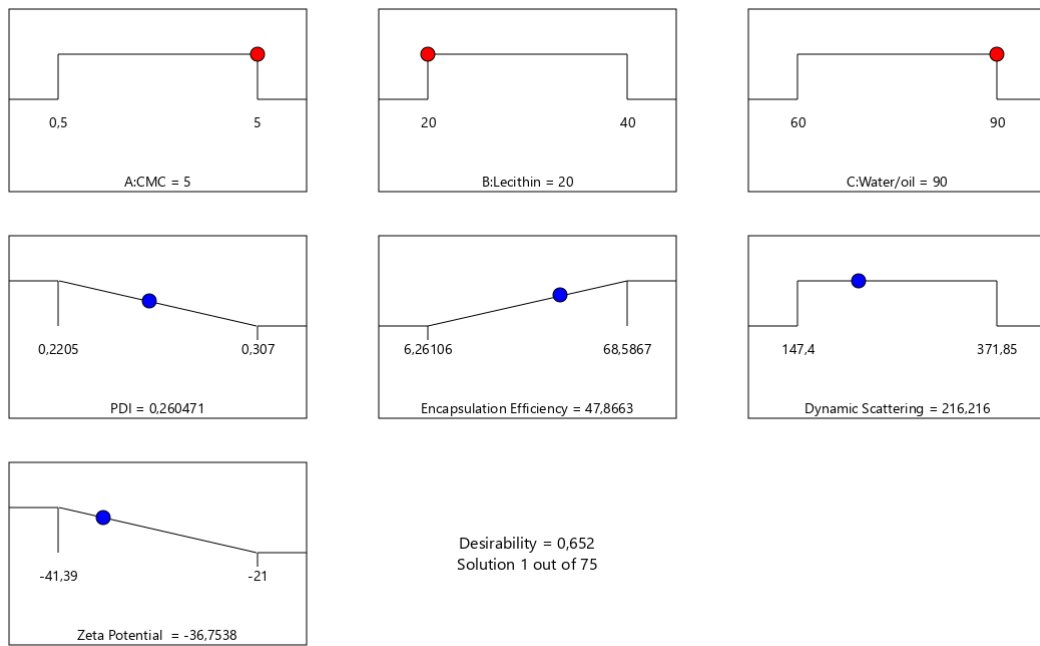 0,5 5
A:CMC = 5
20 40
B:Lecithin = 20
60 90
C:Water/oil = 90
0,2205 0,307
PDI = 0,260471
6,26106 68,5867
Encapsulation Efficiency = 47,8663
147,4 371,85
Dynamic Scattering = 216,216
-41,39 -21
Zeta Potential = -36,7538
Desirability = 0,652
Solution 1 out of 75